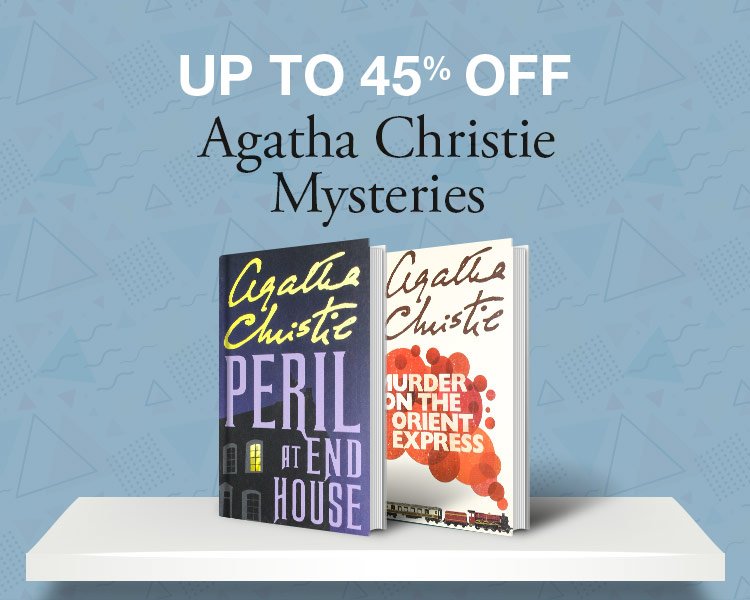 UP TO 45% OFF
Agatha Christie
Mysteries
Agatha
Christie
PERIL
AT END
HOUSE
Agatha
Christie
MURDER
ON THE
ORIENT
EXPRESS